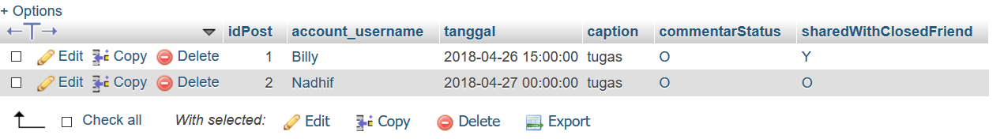 + Options
←T→ idPost account_username tanggal caption commentarStatus sharedWithClosedFriend
Edit Copy Delete 1 Billy 2018-04-26 15:00:00 tugas O Y
Edit Copy Delete 2 Nadhif 2018-04-27 00:00:00 tugas O O
Check all With selected: Edit Copy Delete Export